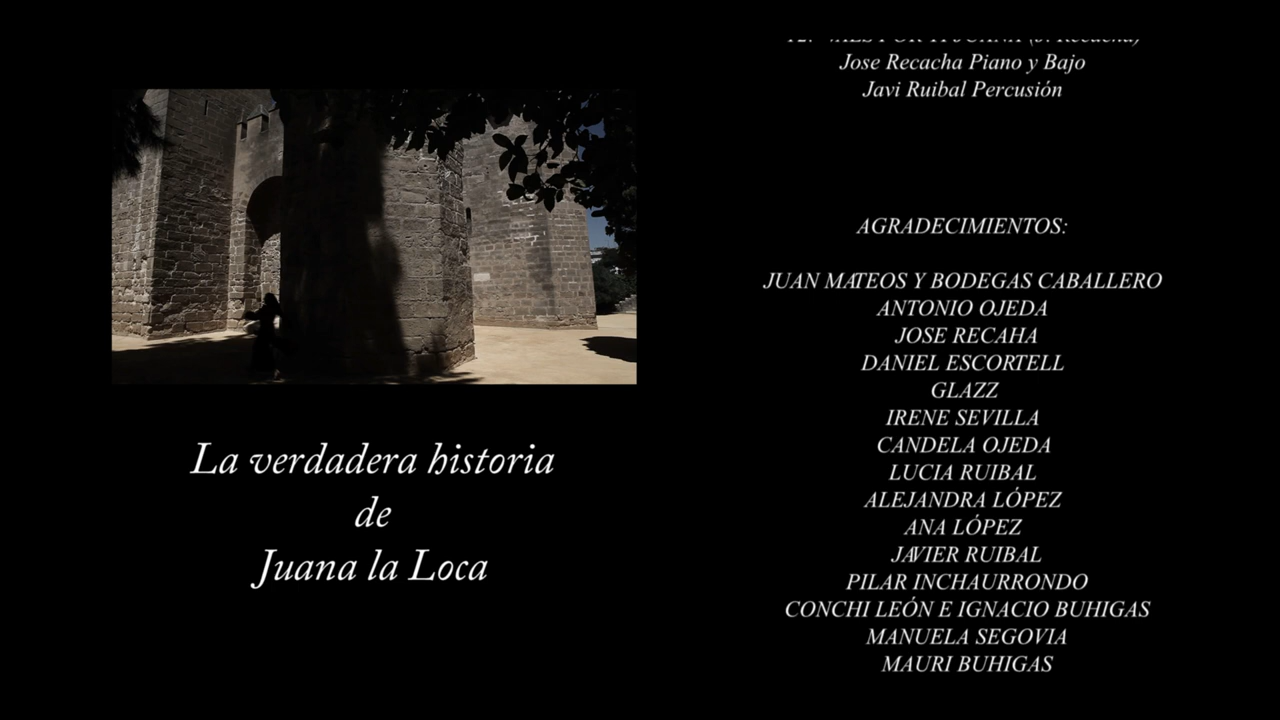 La verdadera historia
de
Juana la Loca
Jose Recacha Piano y Bajo
Javi Ruibal Percusión
AGRADECIMIENTOS:
JUAN MATEOS Y BODEGAS CABALLERO
ANTONIO OJEDA
JOSE RECAHA
DANIEL ESCORTELL
GLAZZ
IRENE SEVILLA
CANDELA OJEDA
LUCIA RUIBAL
ALEJANDRA LÓPEZ
ANA LÓPEZ
JAVIER RUIBAL
PILAR INCHAURRONDO
CONCHI LEÓN E IGNACIO BUHIGAS
MANUELA SEGOVIA
MAURI BUHIGAS